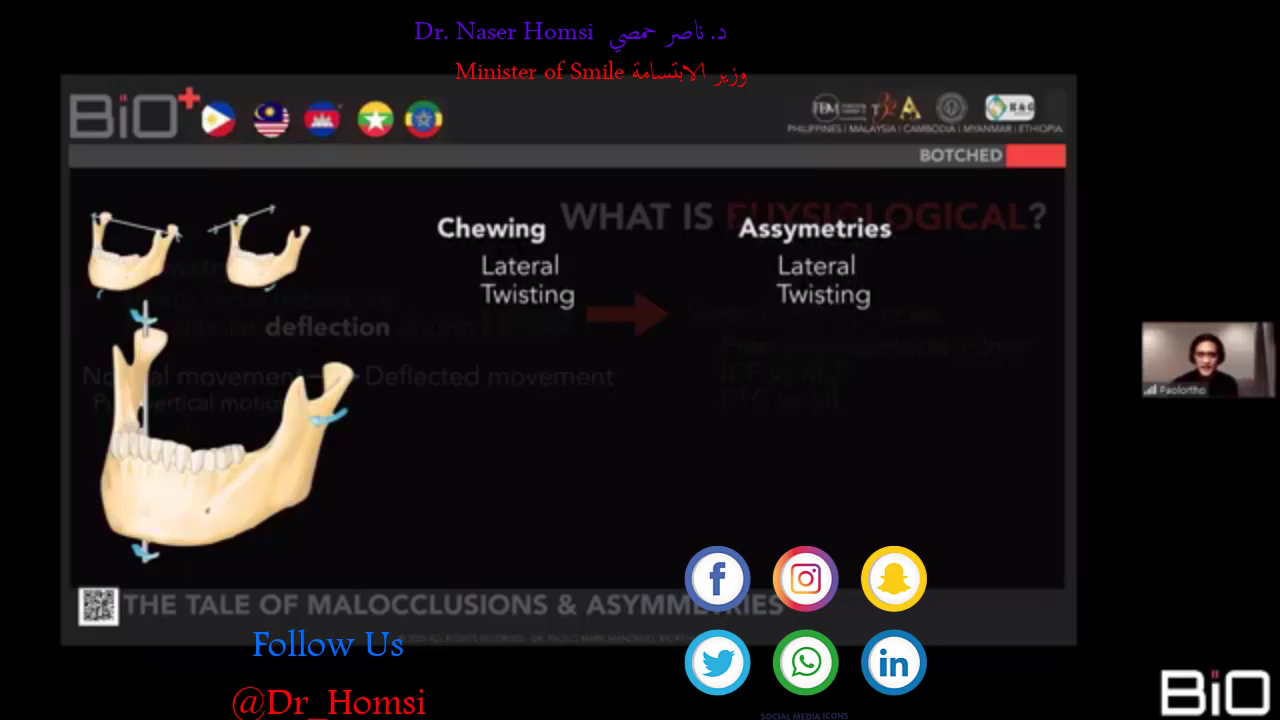 Dr. Naser Homsi د. ناصر حمصي
Minister of Smile وزير الابتسامة
BiO+
PHILIPPINES | MALAYSIA | CAMBODIA | MYANMAR | ETHIOPIA
BOTCHED
WHAT IS PHYSIOLOGICAL?
Chewing
Lateral
Twisting
Assymetries
Lateral
Twisting
deflection
Normal movement
Deflected movement
vertical motion
Paolortho
THE TALE OF MALOCCLUSIONS & ASYMMETRIES
Follow Us
@Dr_Homsi
SOCIAL MEDIA ICONS
BiO